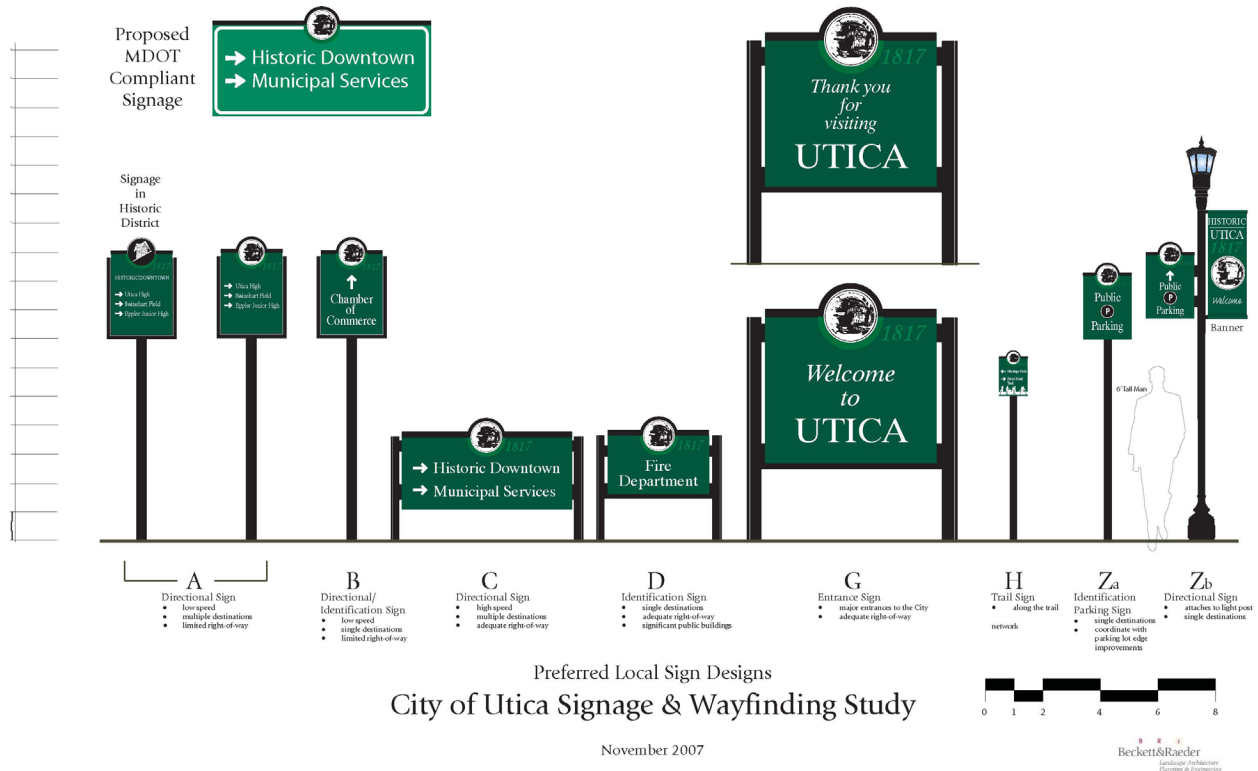 Proposed
MDOT
Compliant
Signage
→ Historic Downtown
→ Municipal Services
1817
Thank you
for
visiting
UTICA
Signage
in
Historic
District
1817
HISTORICDOWNTOWN
→ Utica High
→ Swinehart Field
→ Eppler Junior High
1817
→ Utica High
→ Swinehart Field
→ Eppler Junior High
1817
↑
Chamber
of
Commerce
1817
→ Historic Downtown
→ Municipal Services
1817
Fire
Department
1817
Welcome
to
UTICA
Public
P
Parking
↑
Public
P
Parking
HISTORIC
UTICA
1817
Welcome
Banner
6' Tall Man
A
Directional Sign
• low speed
• multiple destinations
• limited right-of-way
B
Directional/
Identification Sign
• low speed
• single destinations
• limited right-of-way
C
Directional Sign
• high speed
• multiple destinations
• adequate right-of-way
D
Identification Sign
• single destinations
• adequate right-of-way
• significant public buildings
G
Entrance Sign
• major entrances to the City
• adequate right-of-way
H
Trail Sign
• along the trail
network
Za
Identification
Parking Sign
• single destinations
• coordinate with
parking lot edge
improvements
Zb
Directional Sign
• attaches to light post
• single destinations
Preferred Local Sign Designs
City of Utica Signage & Wayfinding Study
November 2007
0 1 2 4 6 8
B R i
Beckett&Raeder
Landscape Architecture
Planning & Engineering